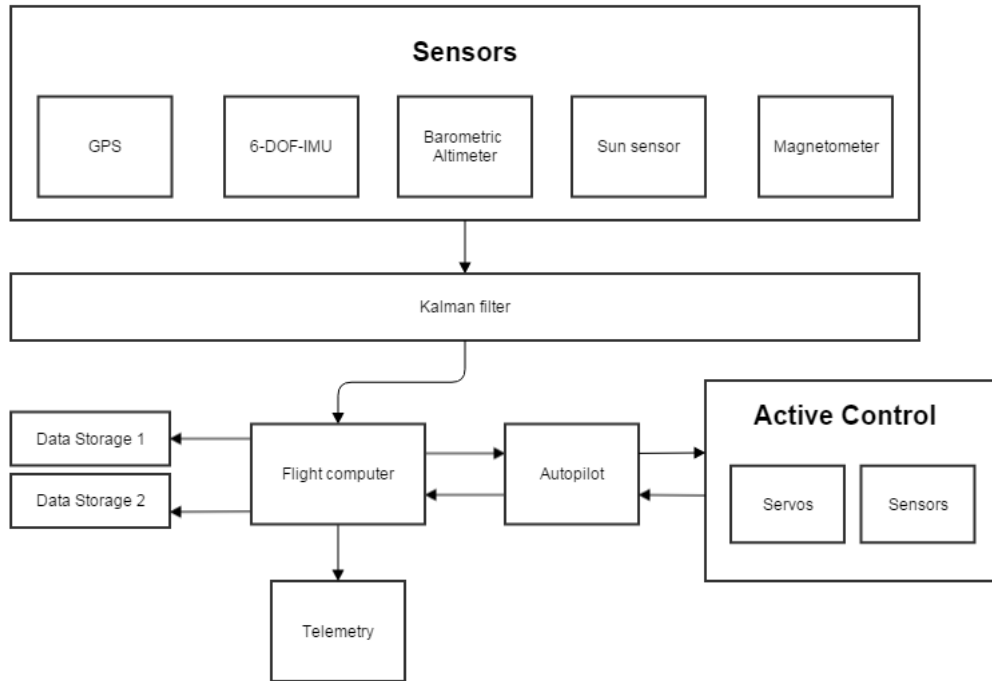 Sensors
GPS
6-DOF-IMU
Barometric
Altimeter
Sun sensor
Magnetometer
Kalman filter
Active Control
Data Storage 1
Data Storage 2
Flight computer
Autopilot
Servos
Sensors
Telemetry